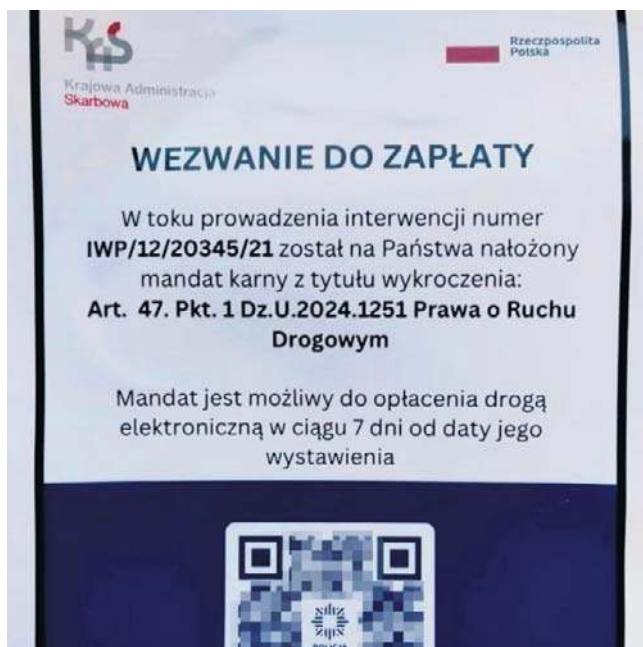 KAS
Rzeczpospolita
Polska
Krajowa Administracja
Skarbowa
WEZWANIE DO ZAPŁATY
W toku prowadzenia interwencji numer
IWP/12/20345/21 został na Państwa nałożony
mandat karny z tytułu wykroczenia:
Art. 47. Pkt. 1 Dz.U.2024.1251 Prawa o Ruchu
Drogowym
Mandat jest możliwy do opłacenia drogą
elektroniczną w ciągu 7 dni od daty jego
wystawienia
POLICJA